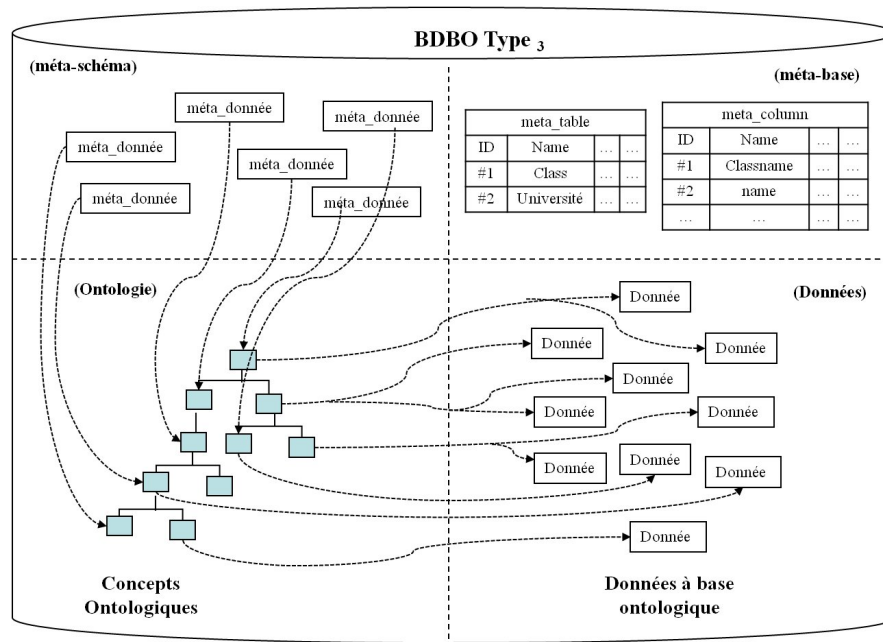 BDBO Type 3
(méta-schéma)
(méta-base)
méta_donnée
méta_donnée
méta_donnée
méta_donnée
méta_donnée
méta_donnée
meta_table
ID Name ... ...
#1 Class
#2 Université
meta_column
ID Name ... ...
#1 Classname ... ...
#2 name ... ...
... ... ... ...
(Ontologie)
(Données)
Donnée
Donnée
Donnée
Donnée
Donnée
Donnée
Donnée
Donnée
Donnée
Donnée
Concepts
Ontologiques
Données à base
ontologique